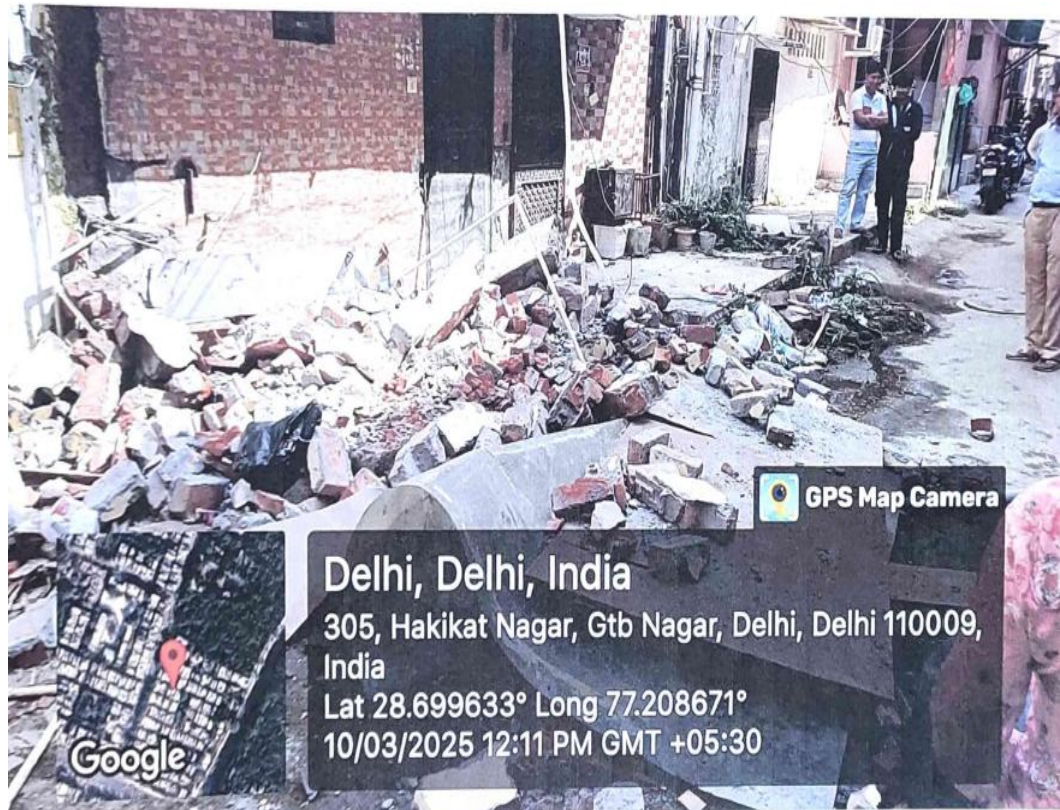 GPS Map Camera
Delhi, Delhi, India
305, Hakikat Nagar, Gtb Nagar, Delhi, Delhi 110009,
India
Lat 28.699633° Long 77.208671°
10/03/2025 12:11 PM GMT +05:30
Google